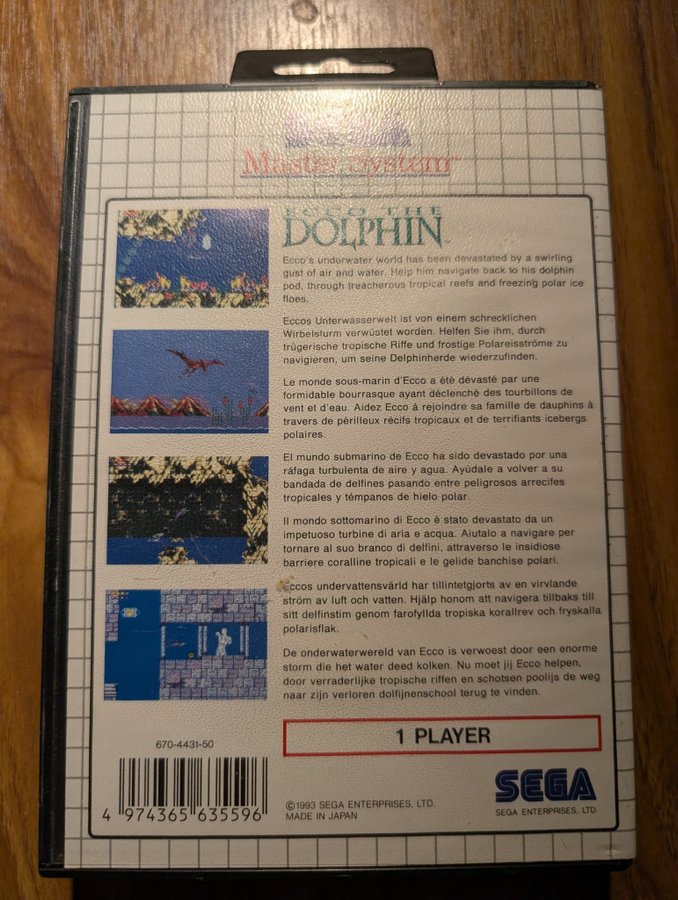 SEGA
Master System™
ECCO THE
DOLPHIN™
Ecco's underwater world has been devastated by a swirling
gust of air and water. Help him navigate back to his dolphin
pod, through treacherous tropical reefs and freezing polar ice
floes.
Eccos Unterwasserwelt ist von einem schrecklichen
Wirbelsturm verwüstet worden. Helfen Sie ihm, durch
trügerische tropische Riffe und frostige Polareisströme zu
navigieren, um seine Delphinherde wiederzufinden.
Le monde sous-marin d'Ecco a été dévasté par une
formidable bourrasque ayant déclenché des tourbillons de
vent et d'eau. Aidez Ecco à rejoindre sa famille de dauphins à
travers de périlleux récifs tropicaux et de terrifiants icebergs
polaires.
El mundo submarino de Ecco ha sido devastado por una
ráfaga turbulenta de aire y agua. Ayúdale a volver a su
bandada de delfines pasando entre peligrosos arrecifes
tropicales y témpanos de hielo polar.
Il mondo sottomarino di Ecco è stato devastato da un
impetuoso turbine di aria e acqua. Aiutalo a navigare per
tornare al suo branco di delfini, attraverso le insidiose
barriere coralline tropicali e le gelide banchise polari.
Eccos undervattensvärld har tillintetgjorts av en virvlande
ström av luft och vatten. Hjälp honom att navigera tillbaks till
sitt delfinstim genom farofyllda tropiska korallrev och fryskalla
polarisflak.
De onderwaterwereld van Ecco is verwoest door een enorme
storm die het water deed kolken. Nu moet jij Ecco helpen,
door verraderlijke tropische riffen en schotsen poolijs de weg
naar zijn verloren dolfijnenschool terug te vinden.
1 PLAYER
670-4431-50
4 974365 635596
©1993 SEGA ENTERPRISES, LTD.
MADE IN JAPAN
SEGA
SEGA ENTERPRISES, LTD.